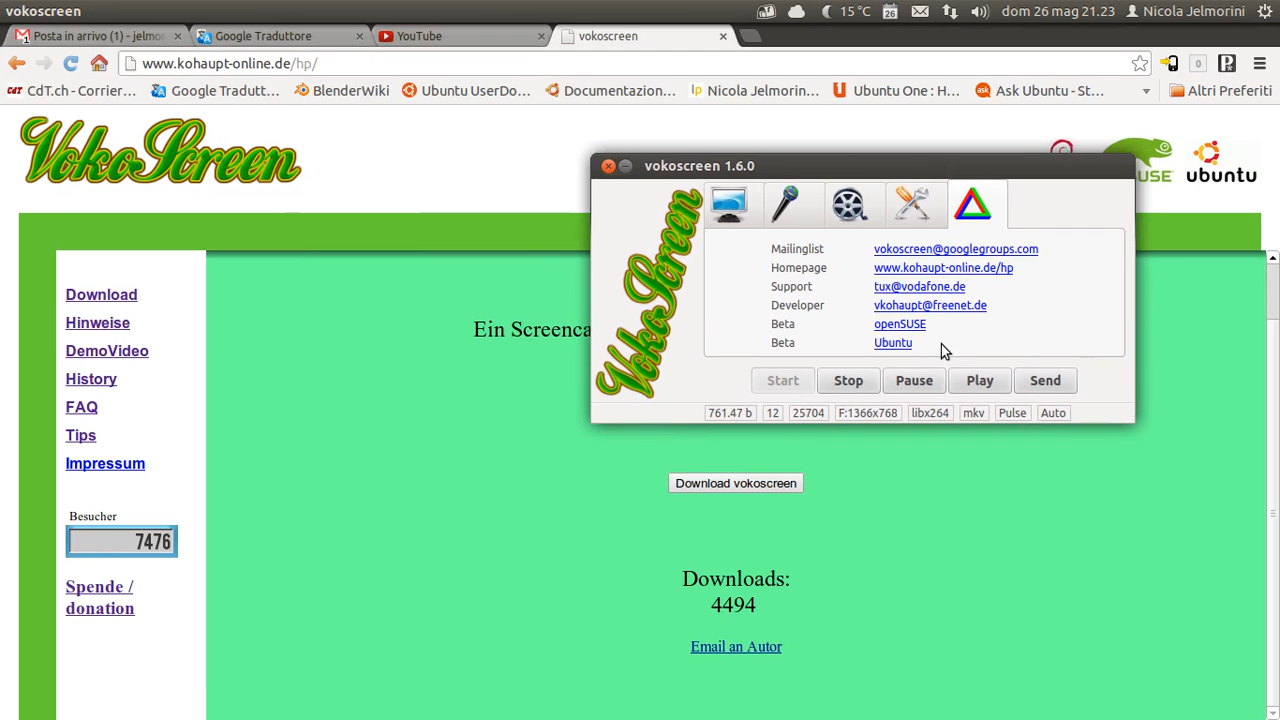 vokoscreen
15 °C
26
dom 26 mag 21.23
Nicola Jelmorini
Posta in arrivo (1) - jelmo
Google Traduttore
YouTube
vokoscreen
www.kohaupt-online.de/hp/
0
CdT.ch - Corrier...
Google Tradutt...
BlenderWiki
Ubuntu UserDo...
Documentazion...
Nicola Jelmorini...
Ubuntu One : H...
Ask Ubuntu - St...
Altri Preferiti
VokoScreen
USE
ubuntu
vokoscreen 1.6.0
VokoScreen
Mailinglist vokoscreen@googlegroups.com
Homepage www.kohaupt-online.de/hp
Support tux@vodafone.de
Developer vkohaupt@freenet.de
Beta openSUSE
Beta Ubuntu
Start Stop Pause Play Send
761.47 b 12 25704 F:1366x768 libx264 mkv Pulse Auto
Download
Hinweise
DemoVideo
History
FAQ
Tips
Impressum
Besucher
7476
Spende /
donation
Ein Screenca
Download vokoscreen
Downloads:
4494
Email an Autor